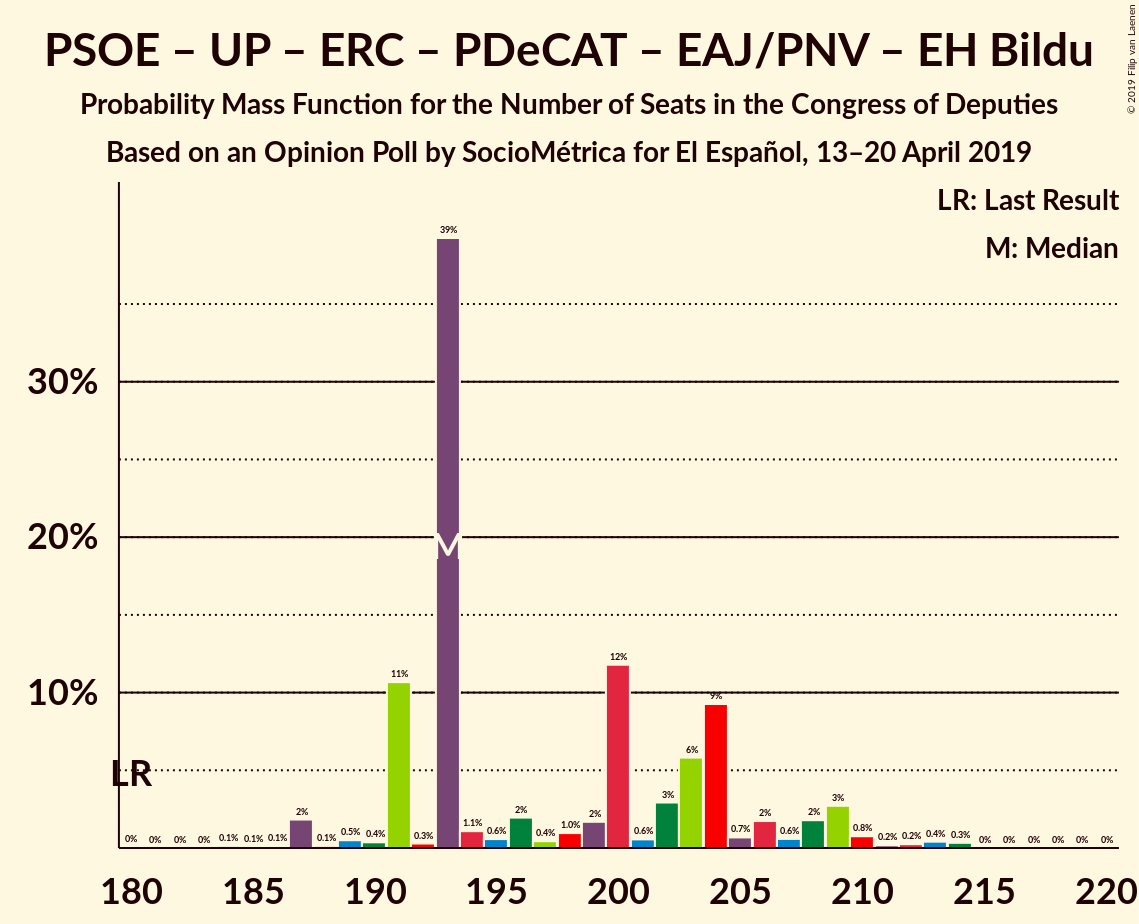 PSOE – UP – ERC – PDeCAT – EAJ/PNV – EH Bildu
Probability Mass Function for the Number of Seats in the Congress of Deputies
Based on an Opinion Poll by SocioMétrica for El Español, 13–20 April 2019
© 2019 Filip van Laenen
LR: Last Result
M: Median
30%
20%
10%
LR
M
0% 0% 0% 0% 0.1% 0.1% 0.1% 2% 0.1% 0.5% 0.4% 11% 0.3% 39% 1.1% 0.6% 2% 0.4% 1.0% 2% 12% 0.6% 3% 6% 9% 0.7% 2% 0.6% 2% 3% 0.8% 0.2% 0.2% 0.4% 0.3% 0% 0% 0% 0% 0% 0%
180 185 190 195 200 205 210 215 220